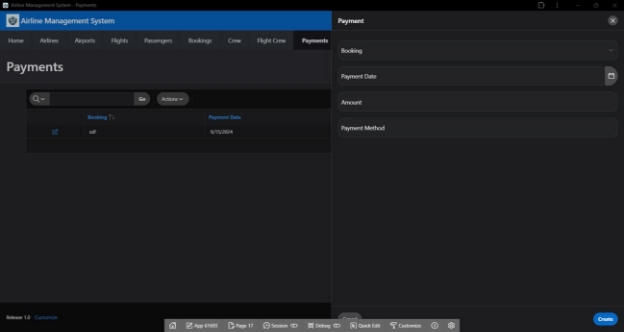 Airline Management System - Payments
Airline Management System
Home Airlines Airports Flights Passengers Bookings Crew Flight Crew Payments
Payments
Go Actions
Booking Payment Date
sdf 9/15/2024
Release 1.0 Customize
Payment
Booking
Payment Date
Amount
Payment Method
Cancel Create
App 61693 Page 17 Session Debug Quick Edit Customize